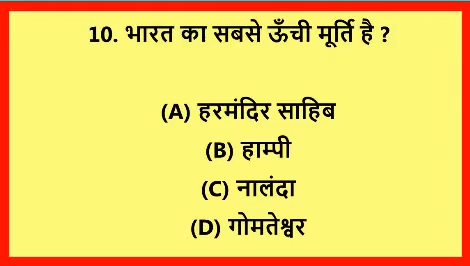 10. भारत का सबसे ऊँची मूर्ति है ?
(A) हरमंदिर साहिब
(B) हाम्पी
(C) नालंदा
(D) गोमतेश्वर